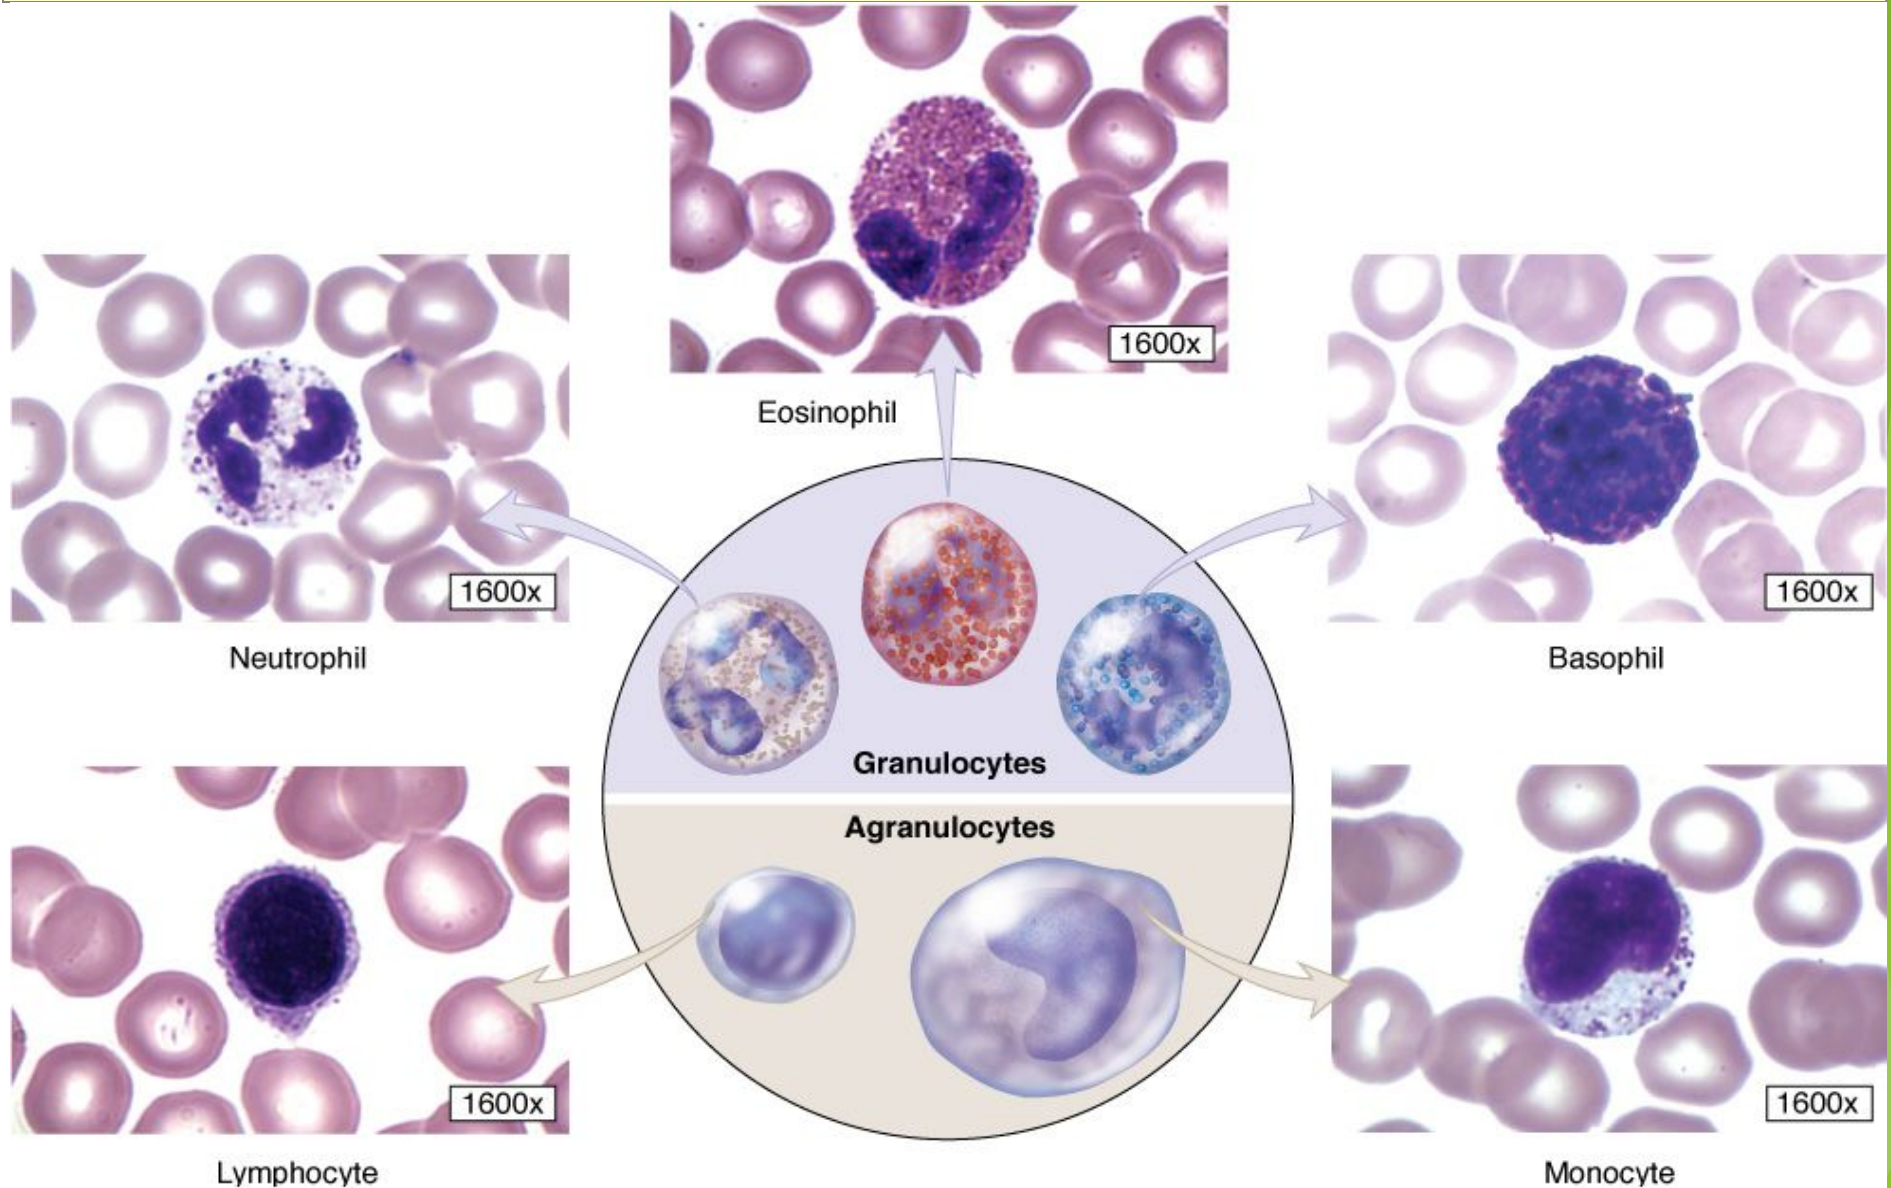 1600x
Eosinophil
1600x
Neutrophil
1600x
Basophil
Granulocytes
Agranulocytes
1600x
Lymphocyte
1600x
Monocyte